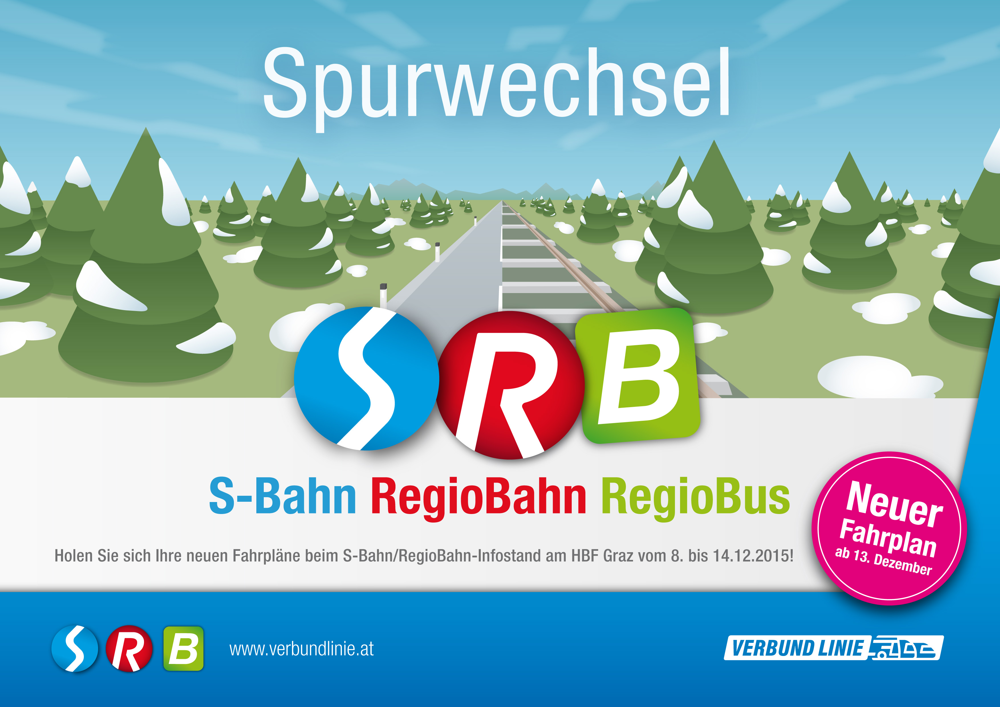 Spurwechsel
S R B
S-Bahn RegioBahn RegioBus
Holen Sie sich Ihre neuen Fahrpläne beim S-Bahn/RegioBahn-Infostand am HBF Graz vom 8. bis 14.12.2015!
Neuer
Fahrplan
ab 13. Dezember
S R B www.verbundlinie.at
VERBUND LINIE